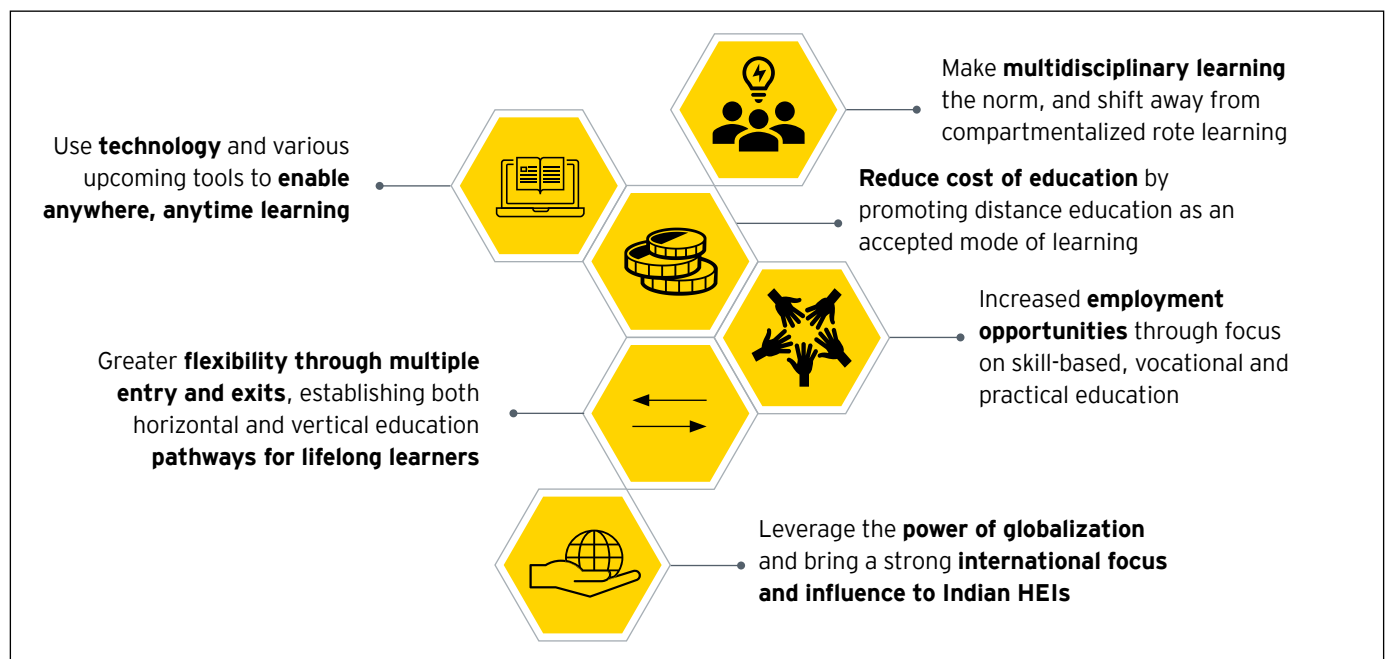 Make multidisciplinary learning
the norm, and shift away from
compartmentalized rote learning
Use technology and various
upcoming tools to enable
anywhere, anytime learning
Reduce cost of education by
promoting distance education as an
accepted mode of learning
Increased employment
opportunities through focus
on skill-based, vocational and
practical education
Greater flexibility through multiple
entry and exits, establishing both
horizontal and vertical education
pathways for lifelong learners
Leverage the power of globalization
and bring a strong international focus
and influence to Indian HEIs